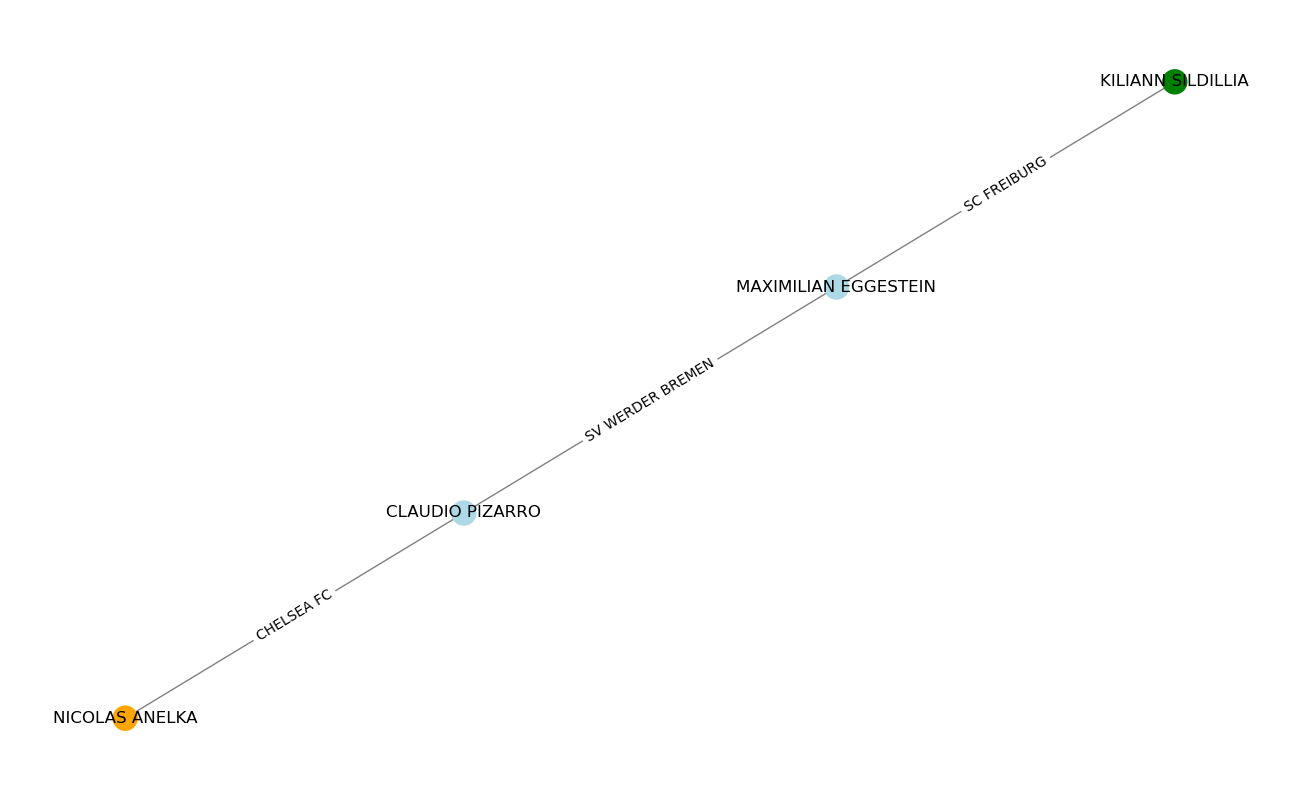 KILIANN SILDILLIA
SC FREIBURG
MAXIMILIAN EGGESTEIN
SV WERDER BREMEN
CLAUDIO PIZARRO
CHELSEA FC
NICOLAS ANELKA